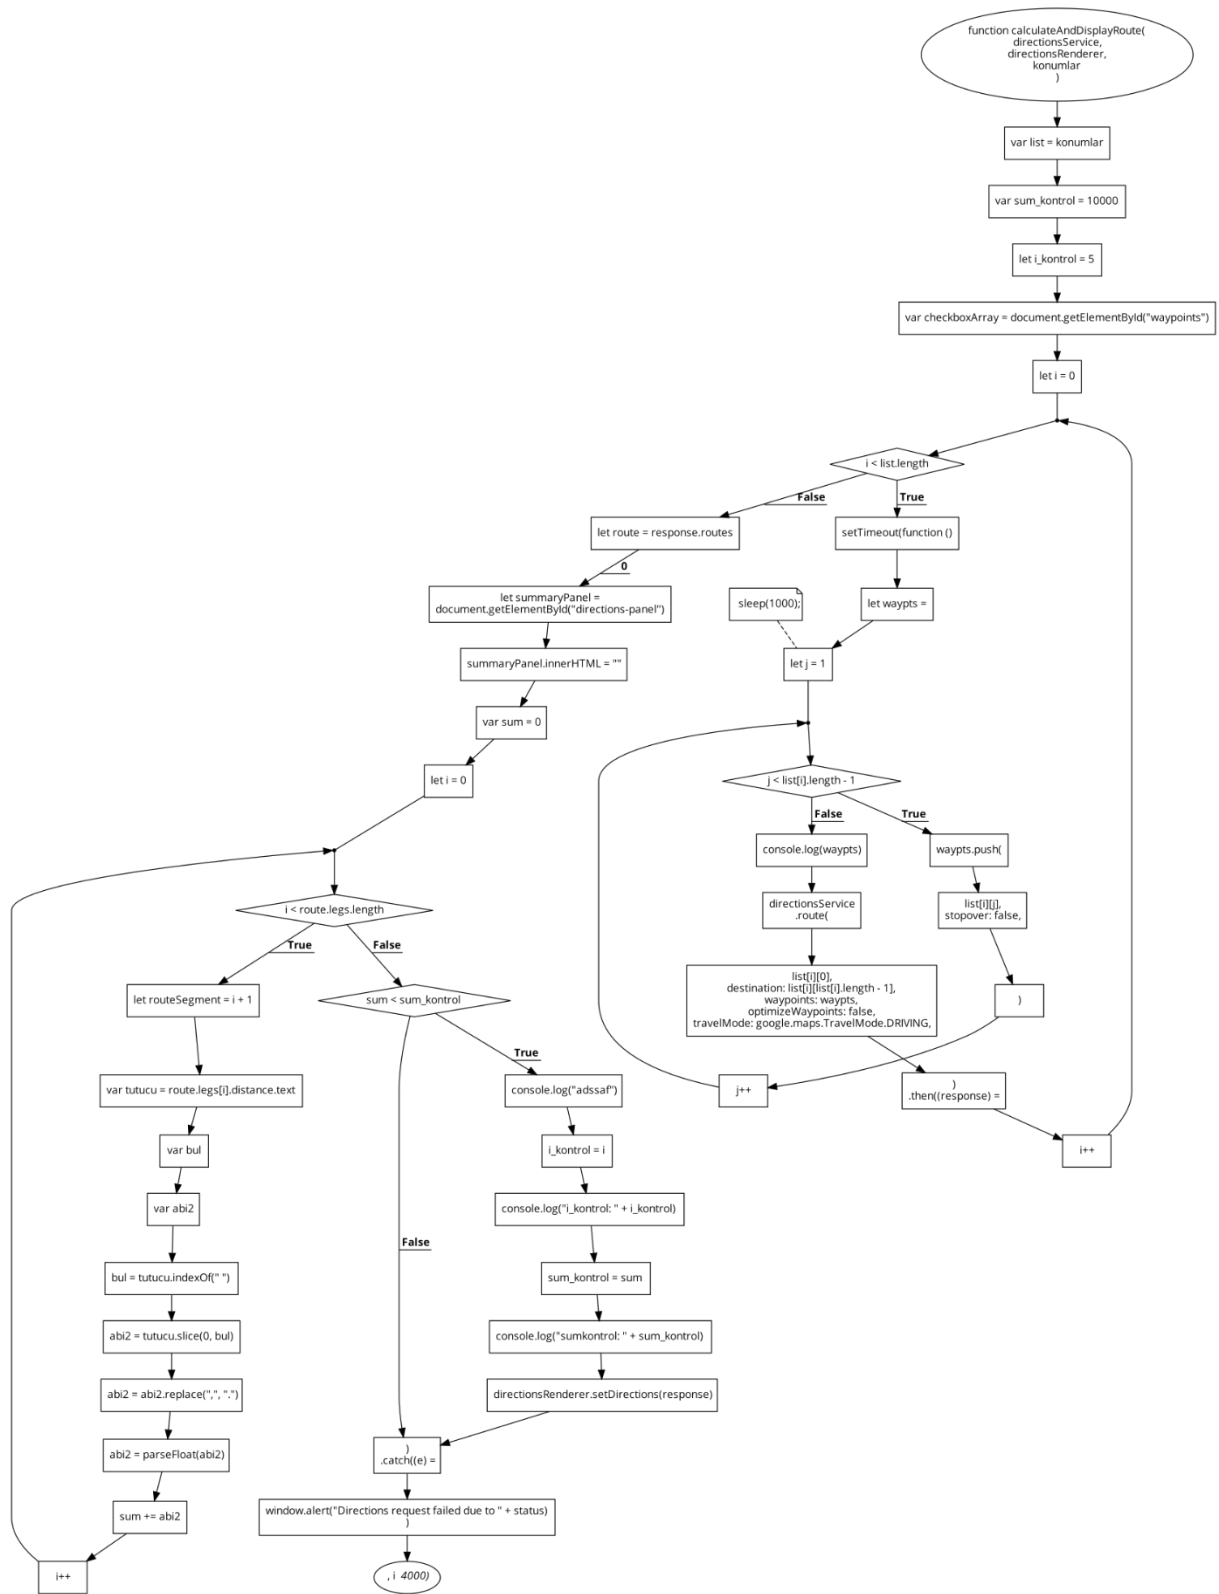 function calculateAndDisplayRoute(
directionsService,
directionsRenderer,
konumlar
)
var list = konumlar
var sum_kontrol = 10000
let i_kontrol = 5
var checkboxArray = document.getElementById("waypoints")
let i = 0
i < list.length
False
True
let route = response.routes
setTimeout(function ()
0
let summaryPanel =
document.getElementById("directions-panel")
sleep(1000);
let waypts =
summaryPanel.innerHTML = ""
let j = 1
var sum = 0
let i = 0
j < list[i].length - 1
False
True
console.log(waypts)
waypts.push(
i < route.legs.length
directionsService
.route(
list[i][j],
stopover: false,
True
False
let routeSegment = i + 1
sum < sum_kontrol
list[i][0],
destination: list[i][list[i].length - 1],
waypoints: waypts,
optimizeWaypoints: false,
travelMode: google.maps.TravelMode.DRIVING,
)
True
var tutucu = route.legs[i].distance.text
console.log("adssaf")
j++
)
.then((response) =
var bul
i_kontrol = i
i++
var abi2
console.log("i_kontrol: " + i_kontrol)
False
bul = tutucu.indexOf(" ")
sum_kontrol = sum
abi2 = tutucu.slice(0, bul)
console.log("sumkontrol: " + sum_kontrol)
abi2 = abi2.replace(",", ".")
directionsRenderer.setDirections(response)
abi2 = parseFloat(abi2)
)
.catch((e) =
sum += abi2
window.alert("Directions request failed due to " + status)
)
i++
, i 4000)